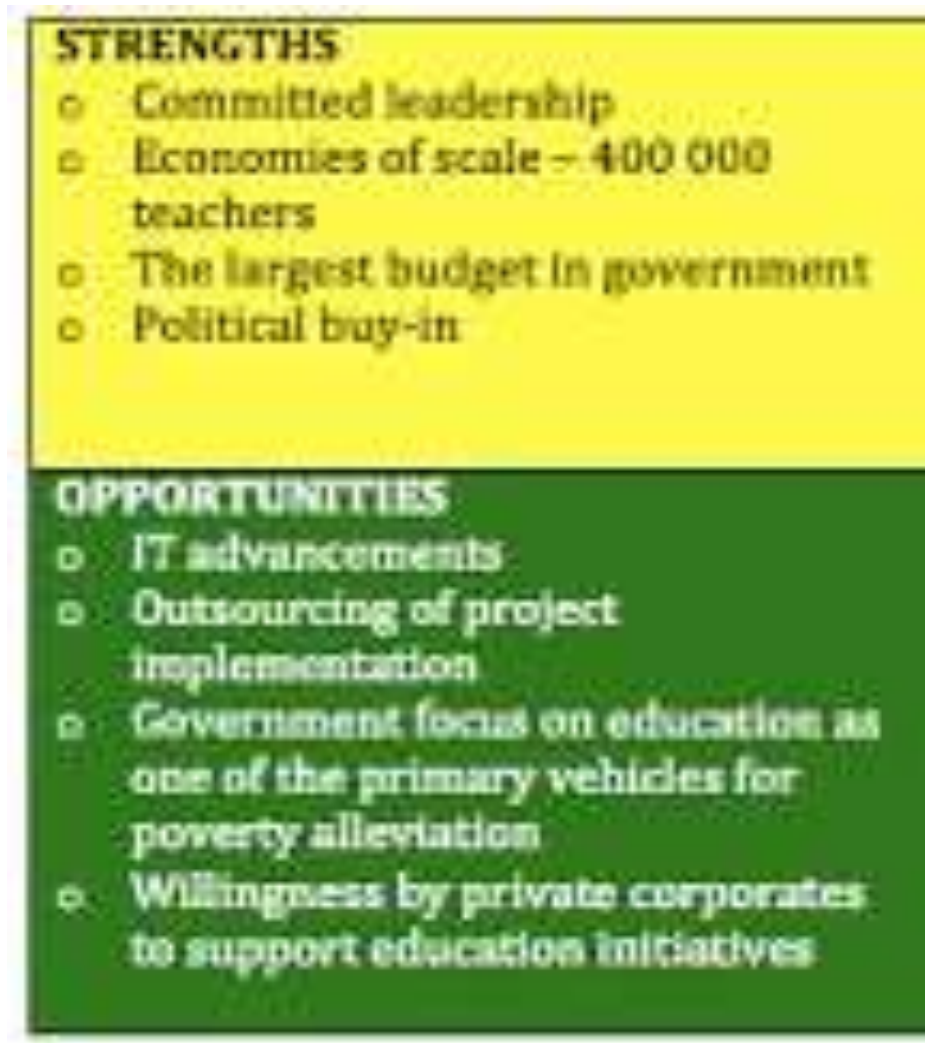 STRENGTHS
o Committed leadership
o Economies of scale – 400 000
teachers
o The largest budget in government
o Political buy-in
OPPORTUNITIES
o IT advancements
o Outsourcing of project
implementation
o Government focus on education as
one of the primary vehicles for
poverty alleviation
o Willingness by private corporates
to support education initiatives